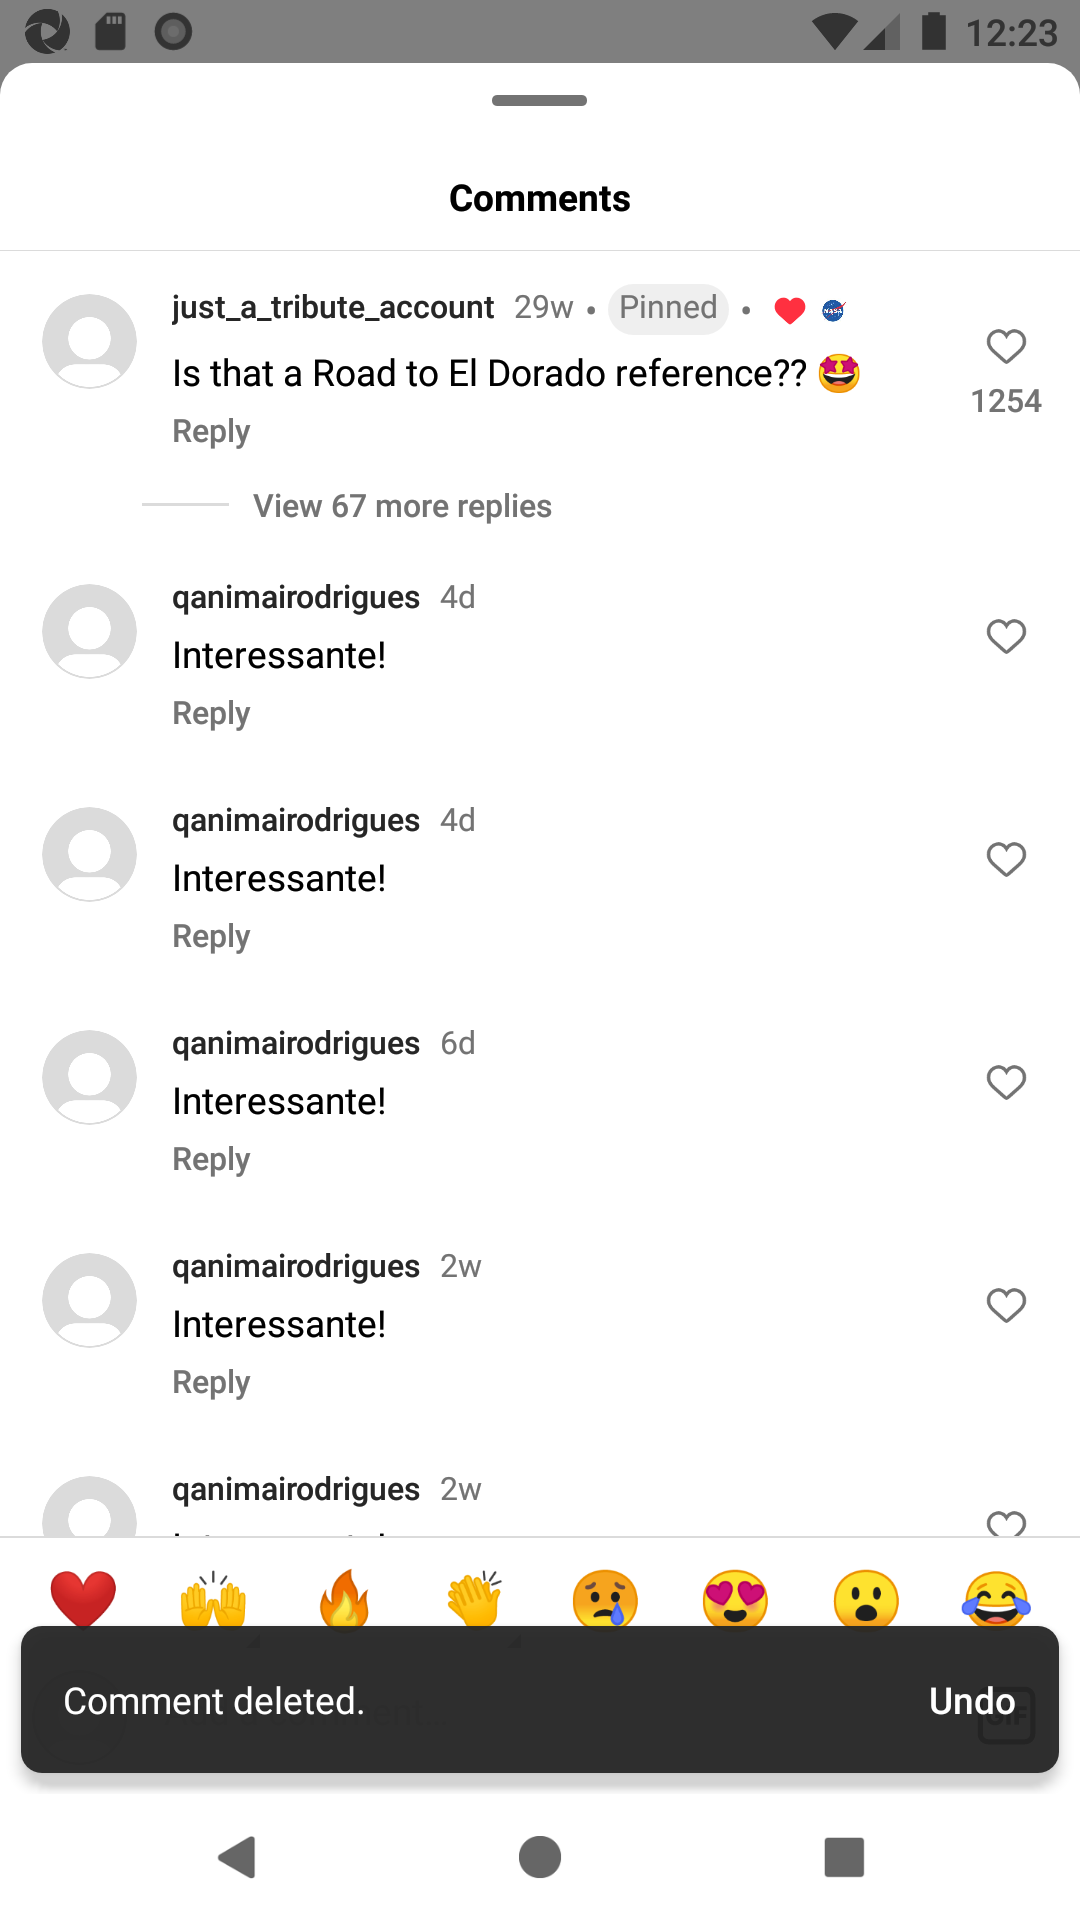 12:23
Comments
just_a_tribute_account 29w • Pinned •
Is that a Road to El Dorado reference?? 🤩
1254
Reply
View 67 more replies
qanimairodrigues 4d
Interessante!
Reply
qanimairodrigues 4d
Interessante!
Reply
qanimairodrigues 6d
Interessante!
Reply
qanimairodrigues 2w
Interessante!
Reply
qanimairodrigues 2w
❤️ 🙌 🔥 👏 😢 😍 😮 😂
Comment deleted.
Undo
GIF